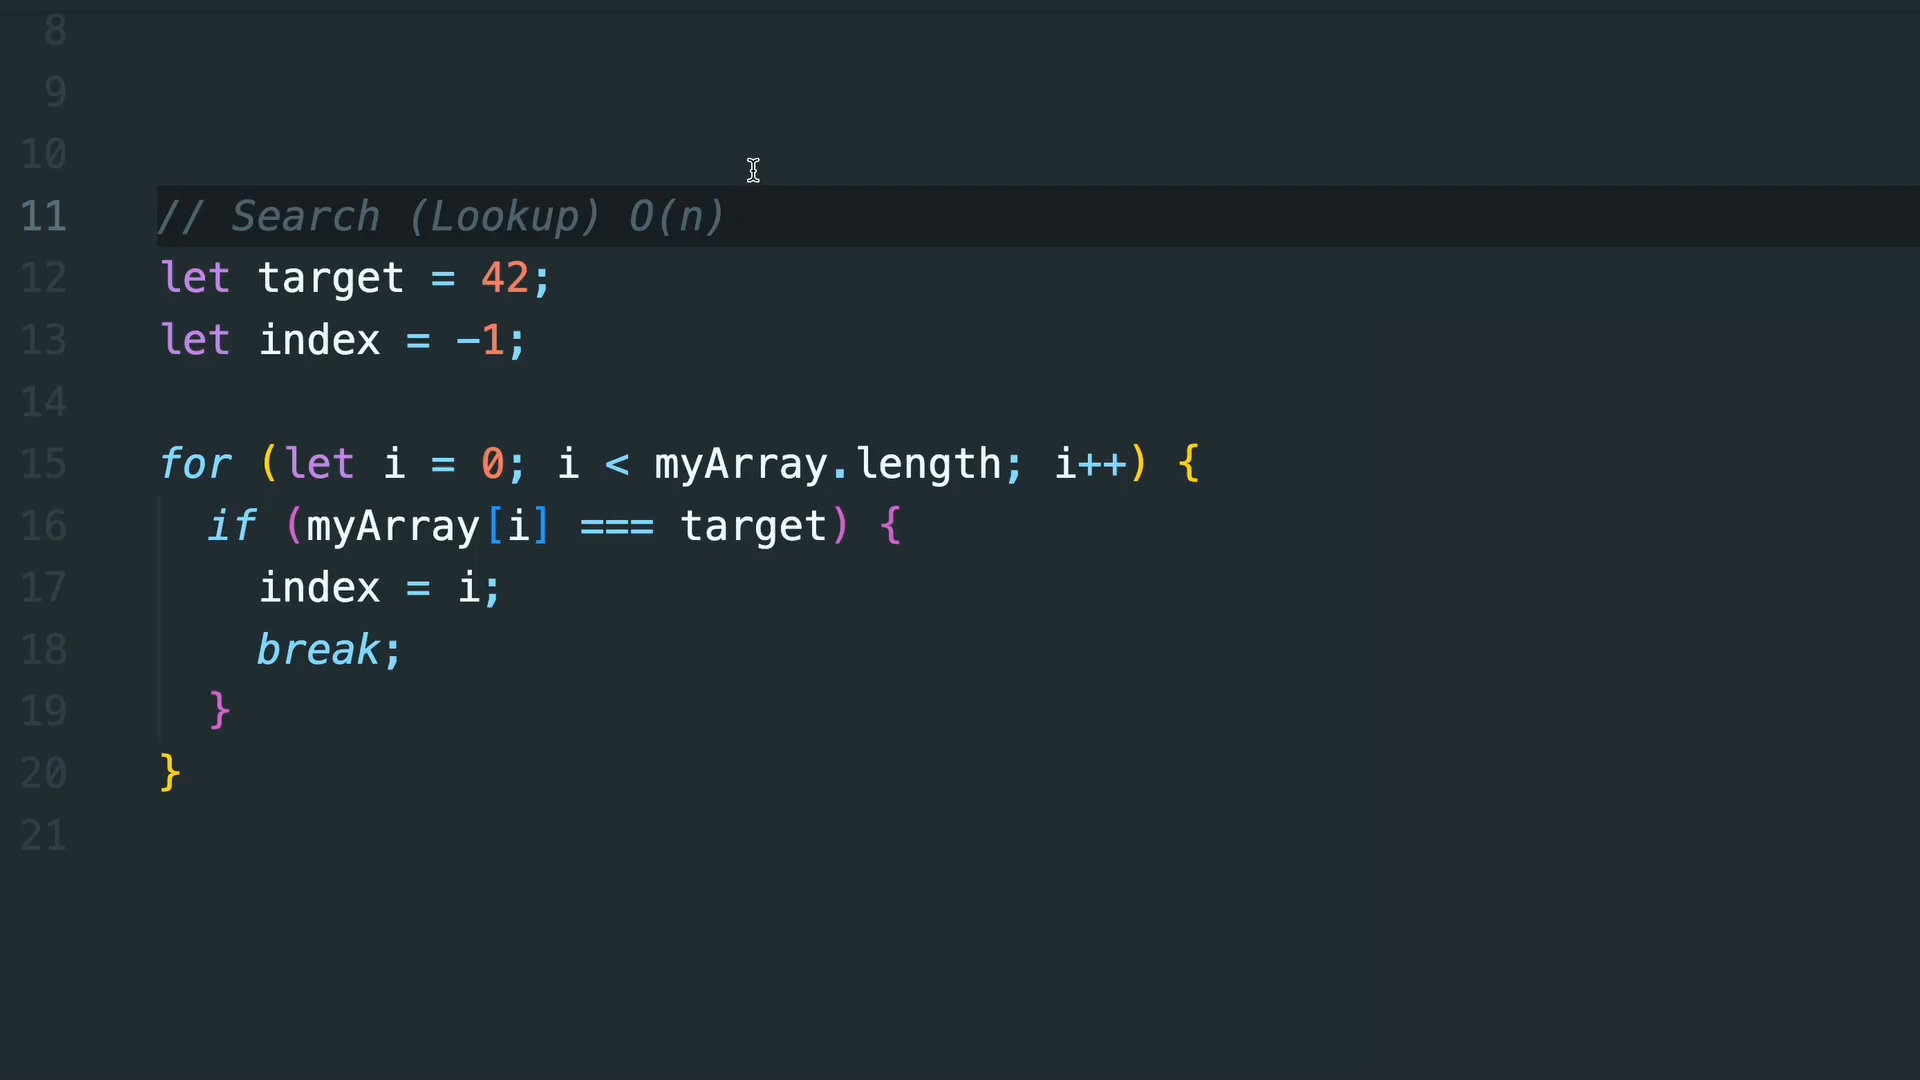 8
9
10
11 // Search (Lookup) O(n)
12 let target = 42;
13 let index = -1;
14
15 for (let i = 0; i < myArray.length; i++) {
16 if (myArray[i] === target) {
17 index = i;
18 break;
19 }
20 }
21